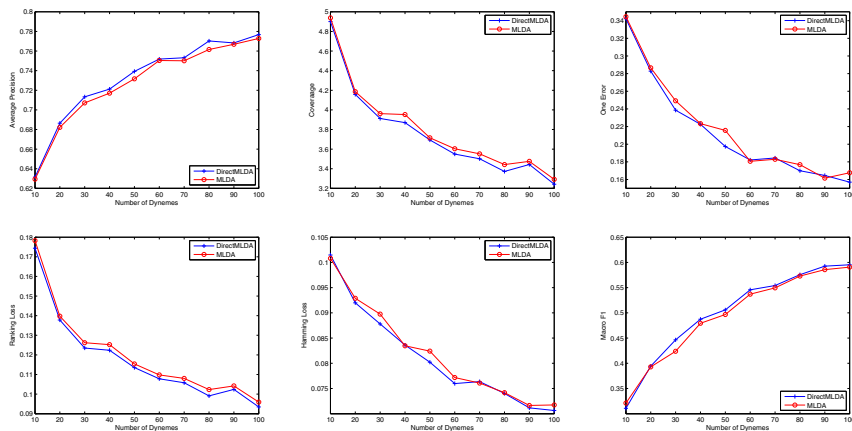 0.8
0.78
0.76
0.74
0.72
0.7
0.68
0.66
0.64
0.62
Average Precision
10 20 30 40 50 60 70 80 90 100
Number of Dynemes
DirectMLDA
MLDA
5
4.8
4.6
4.4
4.2
4
3.8
3.6
3.4
3.2
Coverage
10 20 30 40 50 60 70 80 90 100
Number of Dynemes
DirectMLDA
MLDA
0.34
0.32
0.3
0.28
0.26
0.24
0.22
0.2
0.18
0.16
One Error
10 20 30 40 50 60 70 80 90 100
Number of Dynemes
DirectMLDA
MLDA
0.18
0.17
0.16
0.15
0.14
0.13
0.12
0.11
0.1
0.09
Ranking Loss
10 20 30 40 50 60 70 80 90 100
Number of Dynemes
DirectMLDA
MLDA
0.105
0.1
0.095
0.09
0.085
0.08
0.075
Hamming Loss
10 20 30 40 50 60 70 80 90 100
Number of Dynemes
DirectMLDA
MLDA
0.65
0.6
0.55
0.5
0.45
0.4
0.35
Macro F1
10 20 30 40 50 60 70 80 90 100
Number of Dynemes
DirectMLDA
MLDA